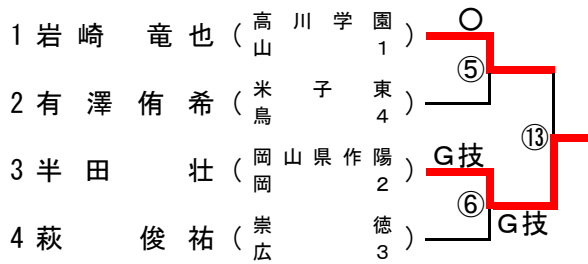 1 岩崎 竜也 (高川学園 山 1) 〇
⑤
2 有澤侑希 (米子東 鳥 4)
⑬
3 半田 壮 (岡山県作陽 岡 2) G技
⑥ G技
4 萩 俊祐 (崇徳 広 3)